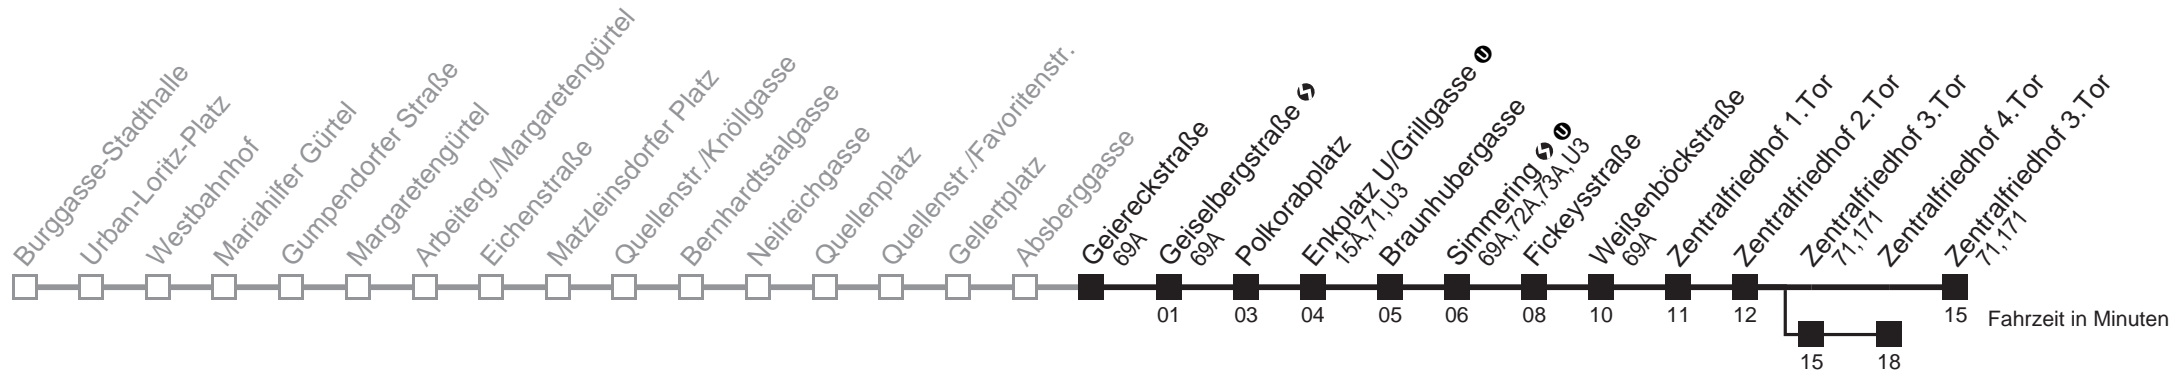 Burggasse-Stadthalle
Urban-Loritz-Platz
Westbahnhof
Mariahilfer Gürtel
Gumpendorfer Straße
Margaretengürtel
Arbeiterg./Margaretengürtel
Eichenstraße
Matzleinsdorfer Platz
Quellenstr./Knöllgasse
Bernhardtstalgasse
Neilreichgasse
Quellenplatz
Quellenstr./Favoritenstr.
Gellertplatz
Absberggasse
Geiereckstraße
69A
Geiselbergstraße S
69A
Polkorabplatz
Enkplatz U/Grillgasse U
15A,71,U3
Braunhubergasse
Simmering S U
69A,72A,73A,U3
Fickeysstraße
Weißenböckstraße
69A
Zentralfriedhof 1.Tor
Zentralfriedhof 2.Tor
Zentralfriedhof 3.Tor
71,171
Zentralfriedhof 4.Tor
Zentralfriedhof 3.Tor
71,171
01 03 04 05 06 08 10 11 12 15 Fahrzeit in Minuten
15 18